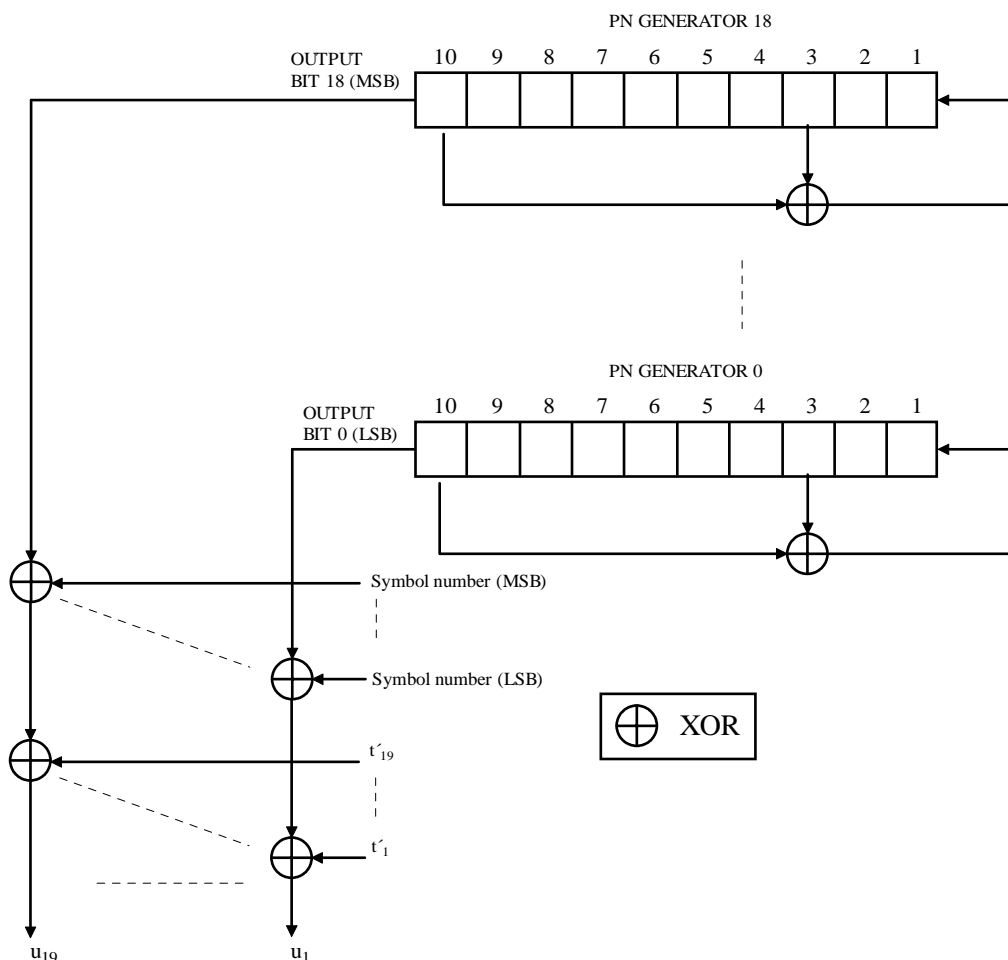 PN GENERATOR 18
OUTPUT
BIT 18 (MSB)
10 9 8 7 6 5 4 3 2 1
PN GENERATOR 0
OUTPUT
BIT 0 (LSB)
10 9 8 7 6 5 4 3 2 1
Symbol number (MSB)
Symbol number (LSB)
XOR
t´19
t´1
u19 u1